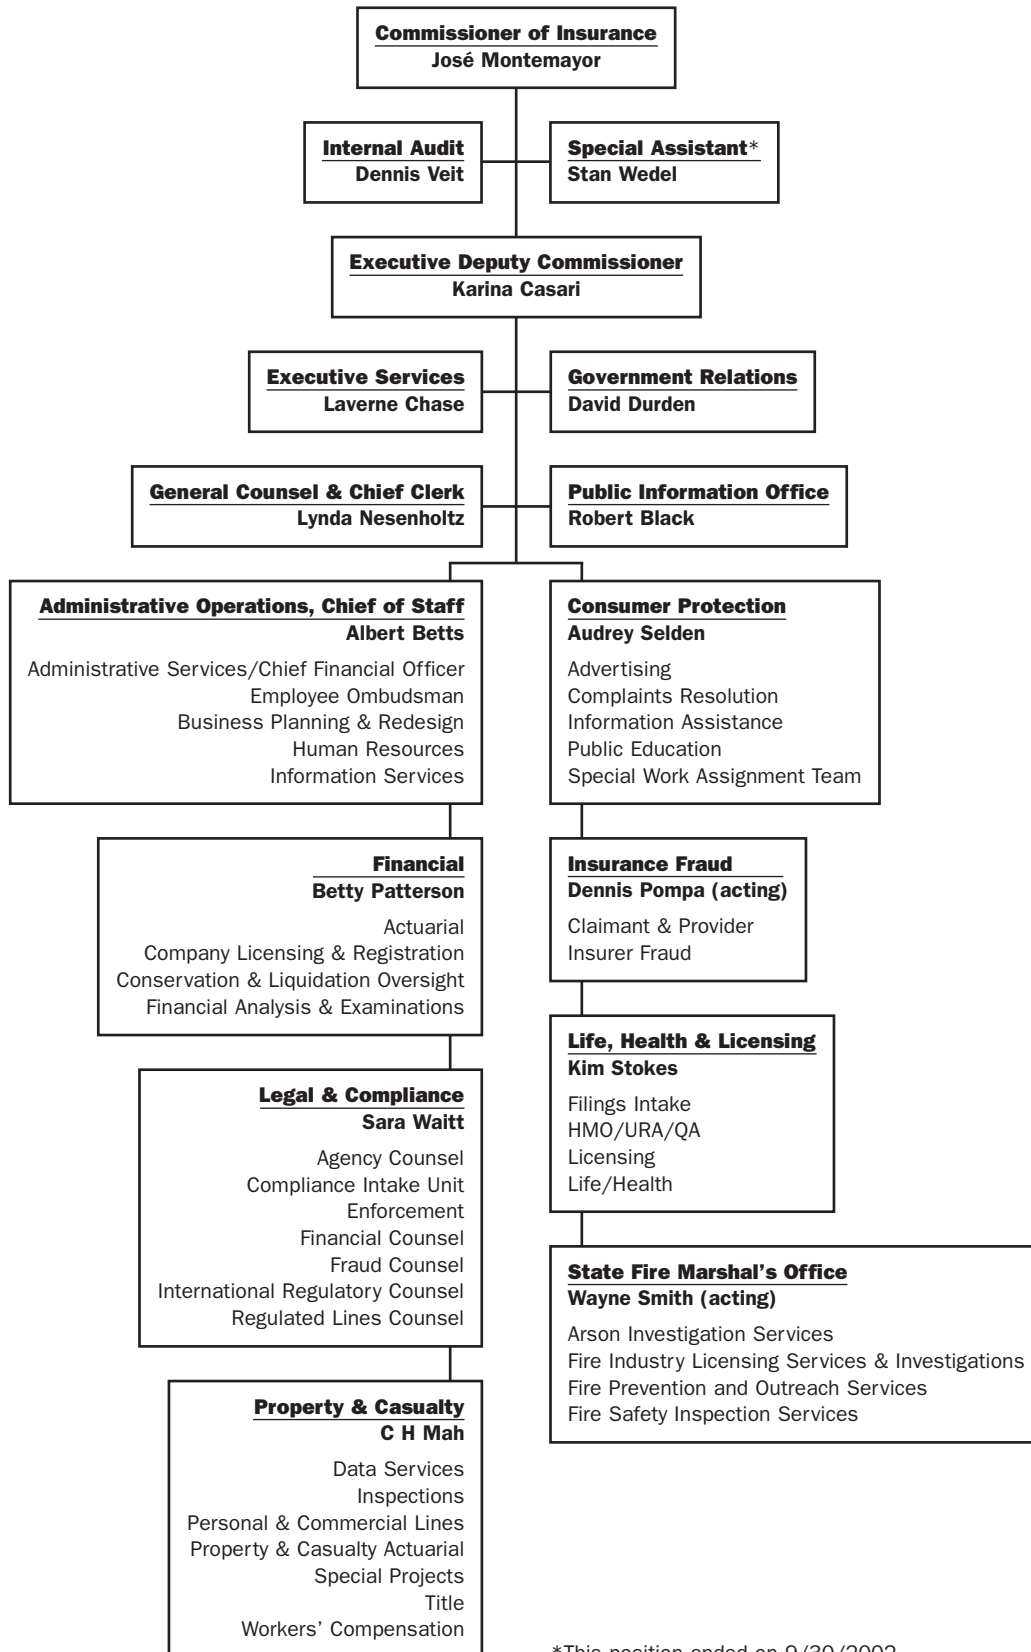 Commissioner of Insurance
José Montemayor
Internal Audit
Dennis Veit
Special Assistant*
Stan Wedel
Executive Deputy Commissioner
Karina Casari
Executive Services
Laverne Chase
Government Relations
David Durden
General Counsel & Chief Clerk
Lynda Nesenholtz
Public Information Office
Robert Black
Administrative Operations, Chief of Staff
Albert Betts
Administrative Services/Chief Financial Officer
Employee Ombudsman
Business Planning & Redesign
Human Resources
Information Services
Consumer Protection
Audrey Selden
Advertising
Complaints Resolution
Information Assistance
Public Education
Special Work Assignment Team
Financial
Betty Patterson
Actuarial
Company Licensing & Registration
Conservation & Liquidation Oversight
Financial Analysis & Examinations
Insurance Fraud
Dennis Pompa (acting)
Claimant & Provider
Insurer Fraud
Life, Health & Licensing
Kim Stokes
Filings Intake
HMO/URA/QA
Licensing
Life/Health
Legal & Compliance
Sara Waitt
Agency Counsel
Compliance Intake Unit
Enforcement
Financial Counsel
Fraud Counsel
International Regulatory Counsel
Regulated Lines Counsel
State Fire Marshal's Office
Wayne Smith (acting)
Arson Investigation Services
Fire Industry Licensing Services & Investigations
Fire Prevention and Outreach Services
Fire Safety Inspection Services
Property & Casualty
C H Mah
Data Services
Inspections
Personal & Commercial Lines
Property & Casualty Actuarial
Special Projects
Title
Workers' Compensation
*This position ended on 9/30/2002